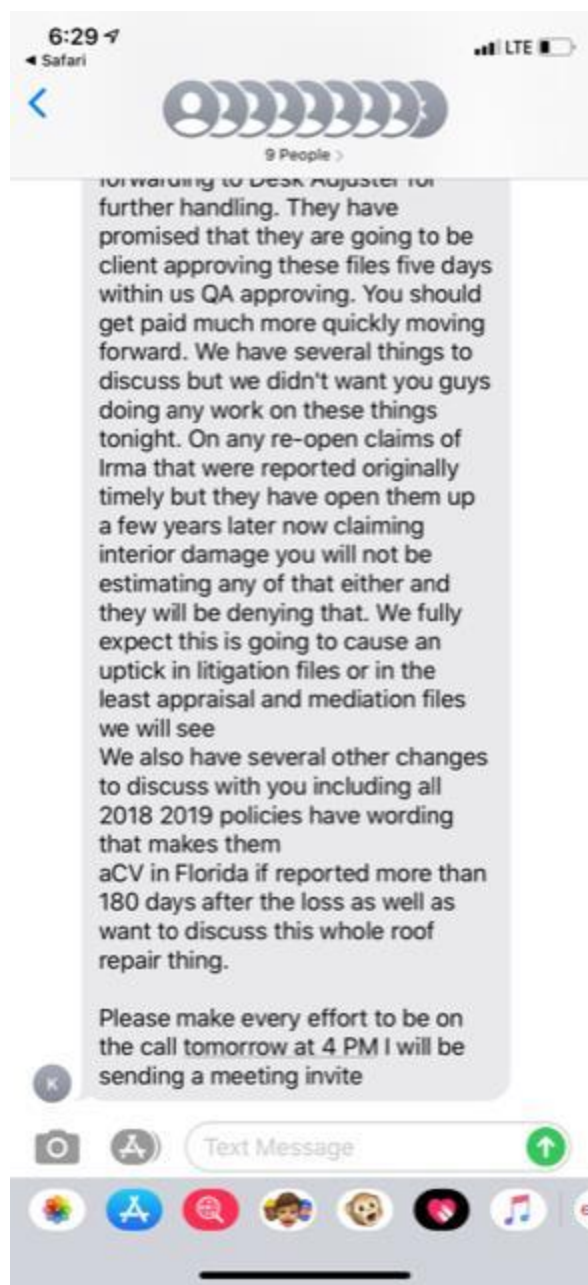 6:29
LTE
Safari
9 People
forwarding to Desk Adjuster for
further handling. They have
promised that they are going to be
client approving these files five days
within us QA approving. You should
get paid much more quickly moving
forward. We have several things to
discuss but we didn't want you guys
doing any work on these things
tonight. On any re-open claims of
Irma that were reported originally
timely but they have open them up
a few years later now claiming
interior damage you will not be
estimating any of that either and
they will be denying that. We fully
expect this is going to cause an
uptick in litigation files or in the
least appraisal and mediation files
we will see
We also have several other changes
to discuss with you including all
2018 2019 policies have wording
that makes them
aCV in Florida if reported more than
180 days after the loss as well as
want to discuss this whole roof
repair thing.
Please make every effort to be on
the call tomorrow at 4 PM I will be
sending a meeting invite
K
Text Message